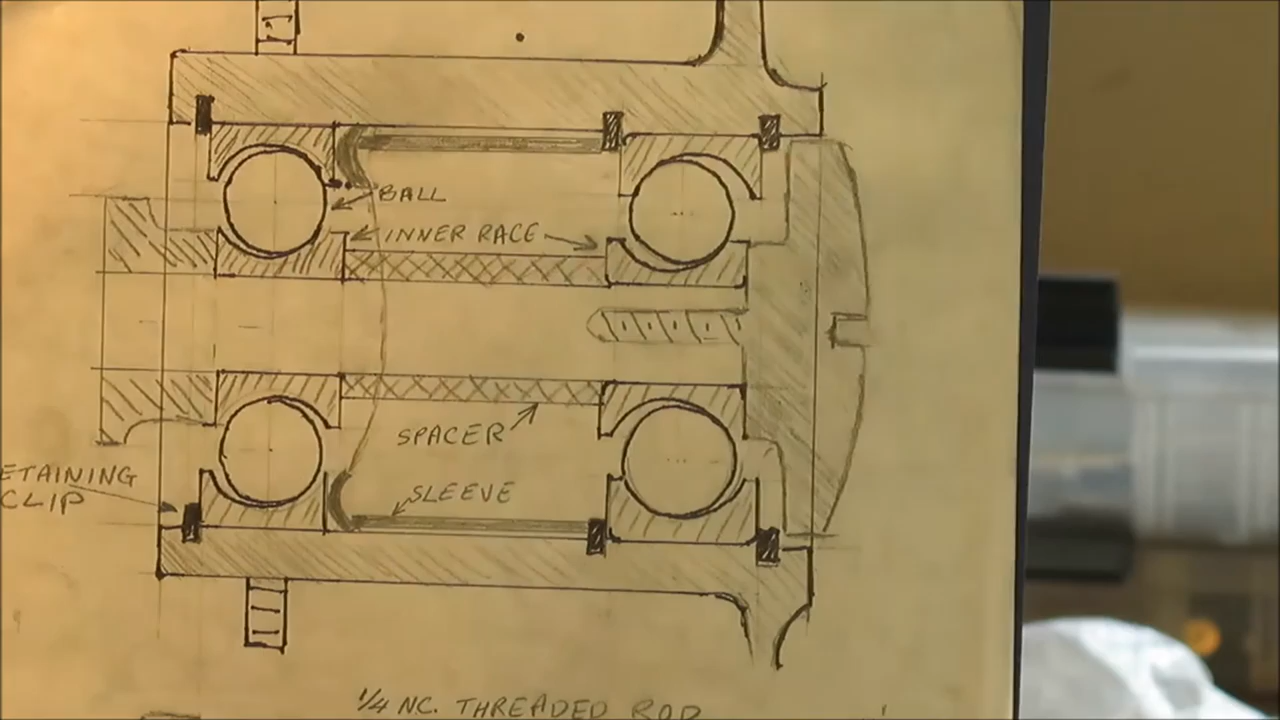 BALL
INNER RACE
SPACER
ETAINING
CLIP
SLEEVE
1/4 NC. THREADED ROD